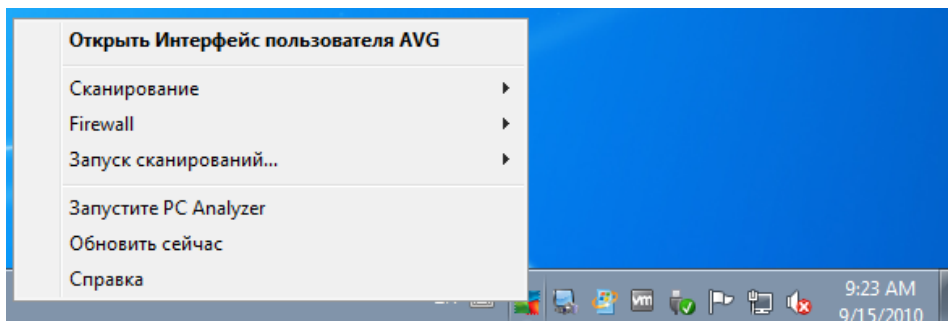 Открыть Интерфейс пользователя AVG
Сканирование
Firewall
Запуск сканирований...
Запустите PC Analyzer
Обновить сейчас
Справка
vm
9:23 AM
9/15/2010